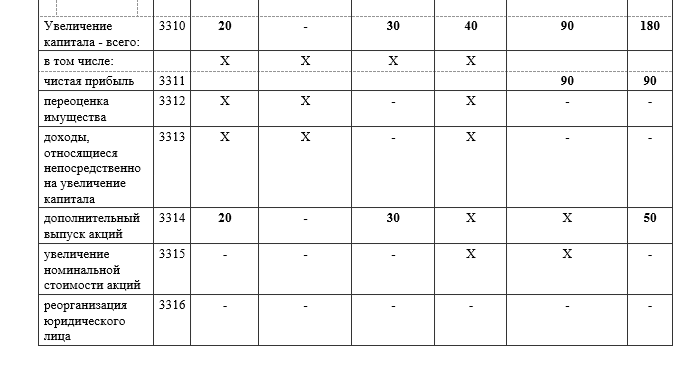 Увеличение 3310 20 - 30 40 90 180
капитала - всего:
в том числе: X X X X
чистая прибыль 3311 90 90
переоценка 3312 X X - X - -
имущества
доходы, 3313 X X - X - -
относящиеся
непосредственно
на увеличение
капитала
дополнительный 3314 20 - 30 X X 50
выпуск акций
увеличение 3315 - - - X X -
номинальной
стоимости акций
реорганизация 3316 - - - - - -
юридического
лица